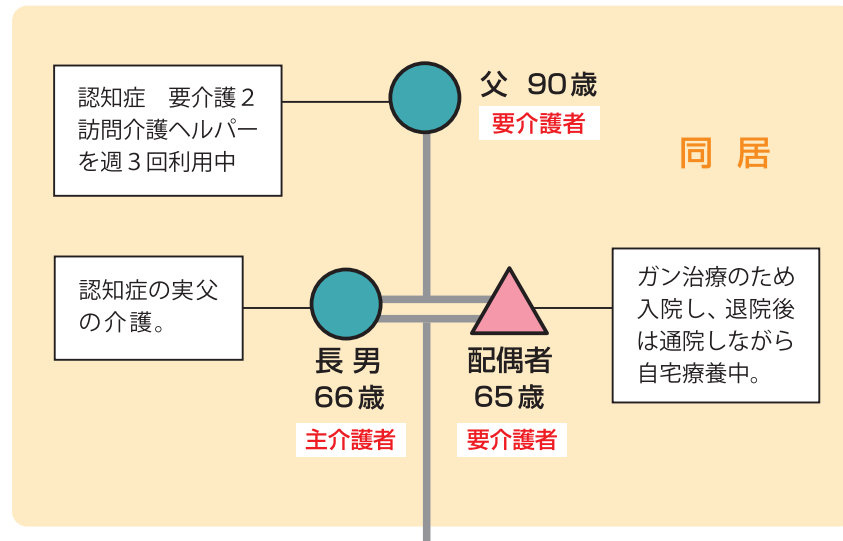 父 90歳
要介護者
認知症　要介護２
訪問介護ヘルパー
を週３回利用中
同 居
認知症の実父
の介護。
長 男
66歳
主介護者
配偶者
65歳
要介護者
ガン治療のため
入院し、退院後
は通院しながら
自宅療養中。